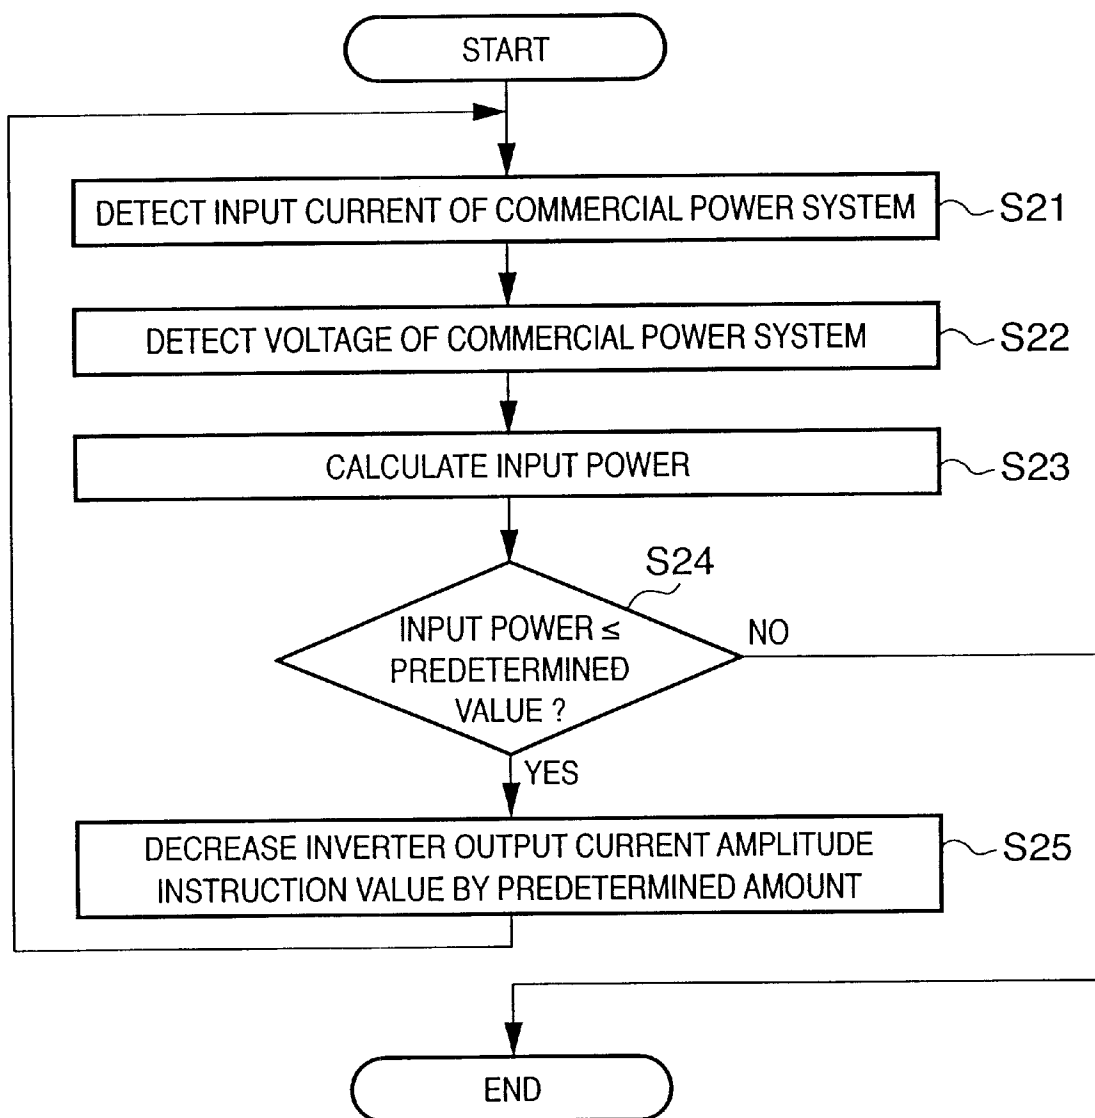 START
DETECT INPUT CURRENT OF COMMERCIAL POWER SYSTEM
S21
DETECT VOLTAGE OF COMMERCIAL POWER SYSTEM
S22
CALCULATE INPUT POWER
S23
S24
INPUT POWER ≤
PREDETERMINED
VALUE ?
NO
YES
DECREASE INVERTER OUTPUT CURRENT AMPLITUDE
INSTRUCTION VALUE BY PREDETERMINED AMOUNT
S25
END